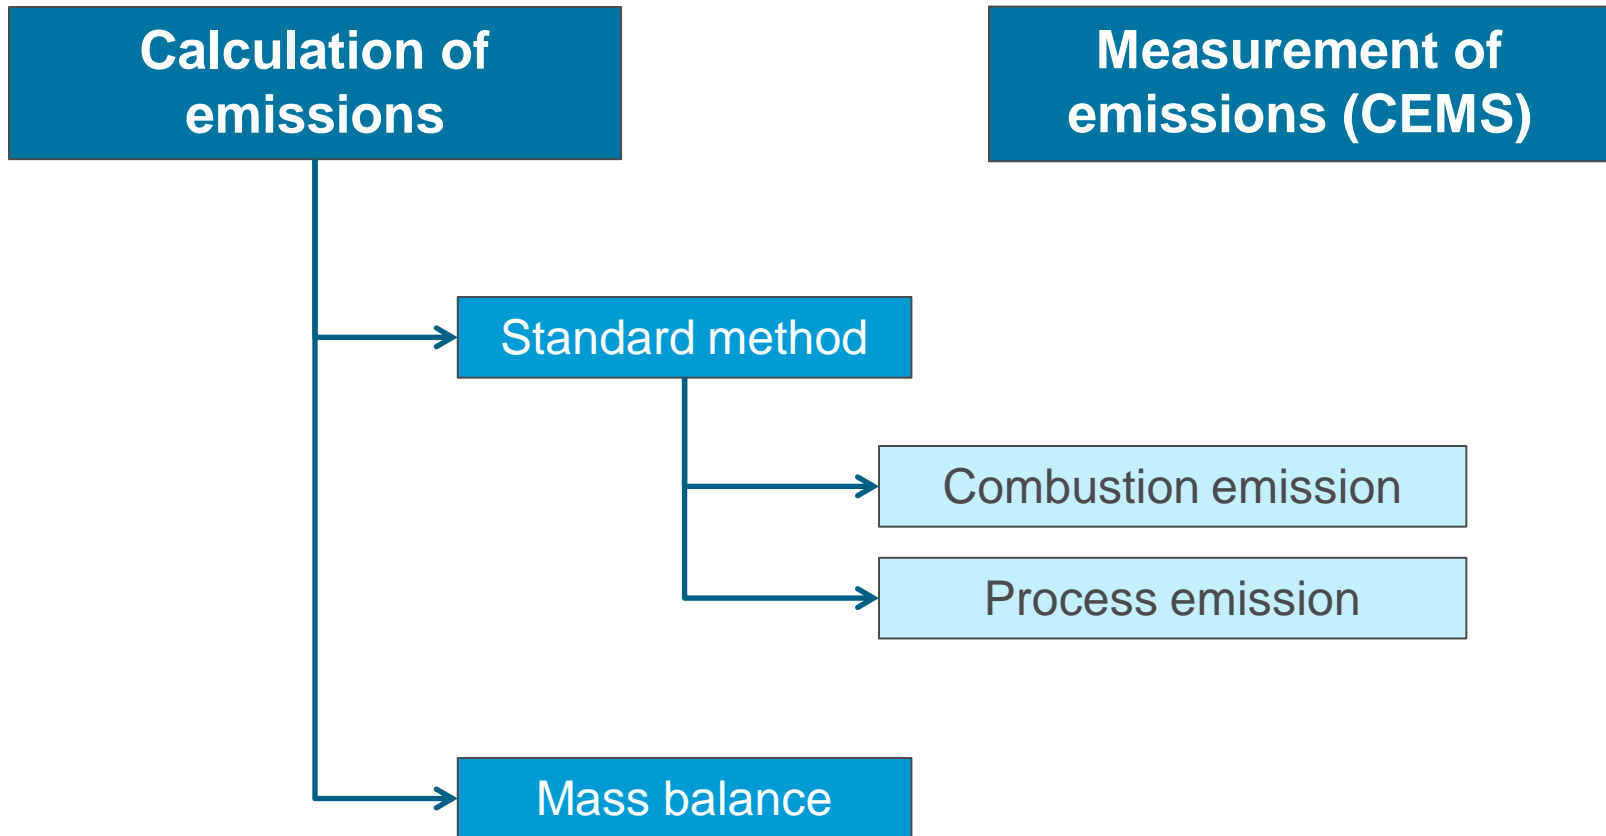 Calculation of
emissions
Measurement of
emissions (CEMS)
Standard method
Combustion emission
Process emission
Mass balance